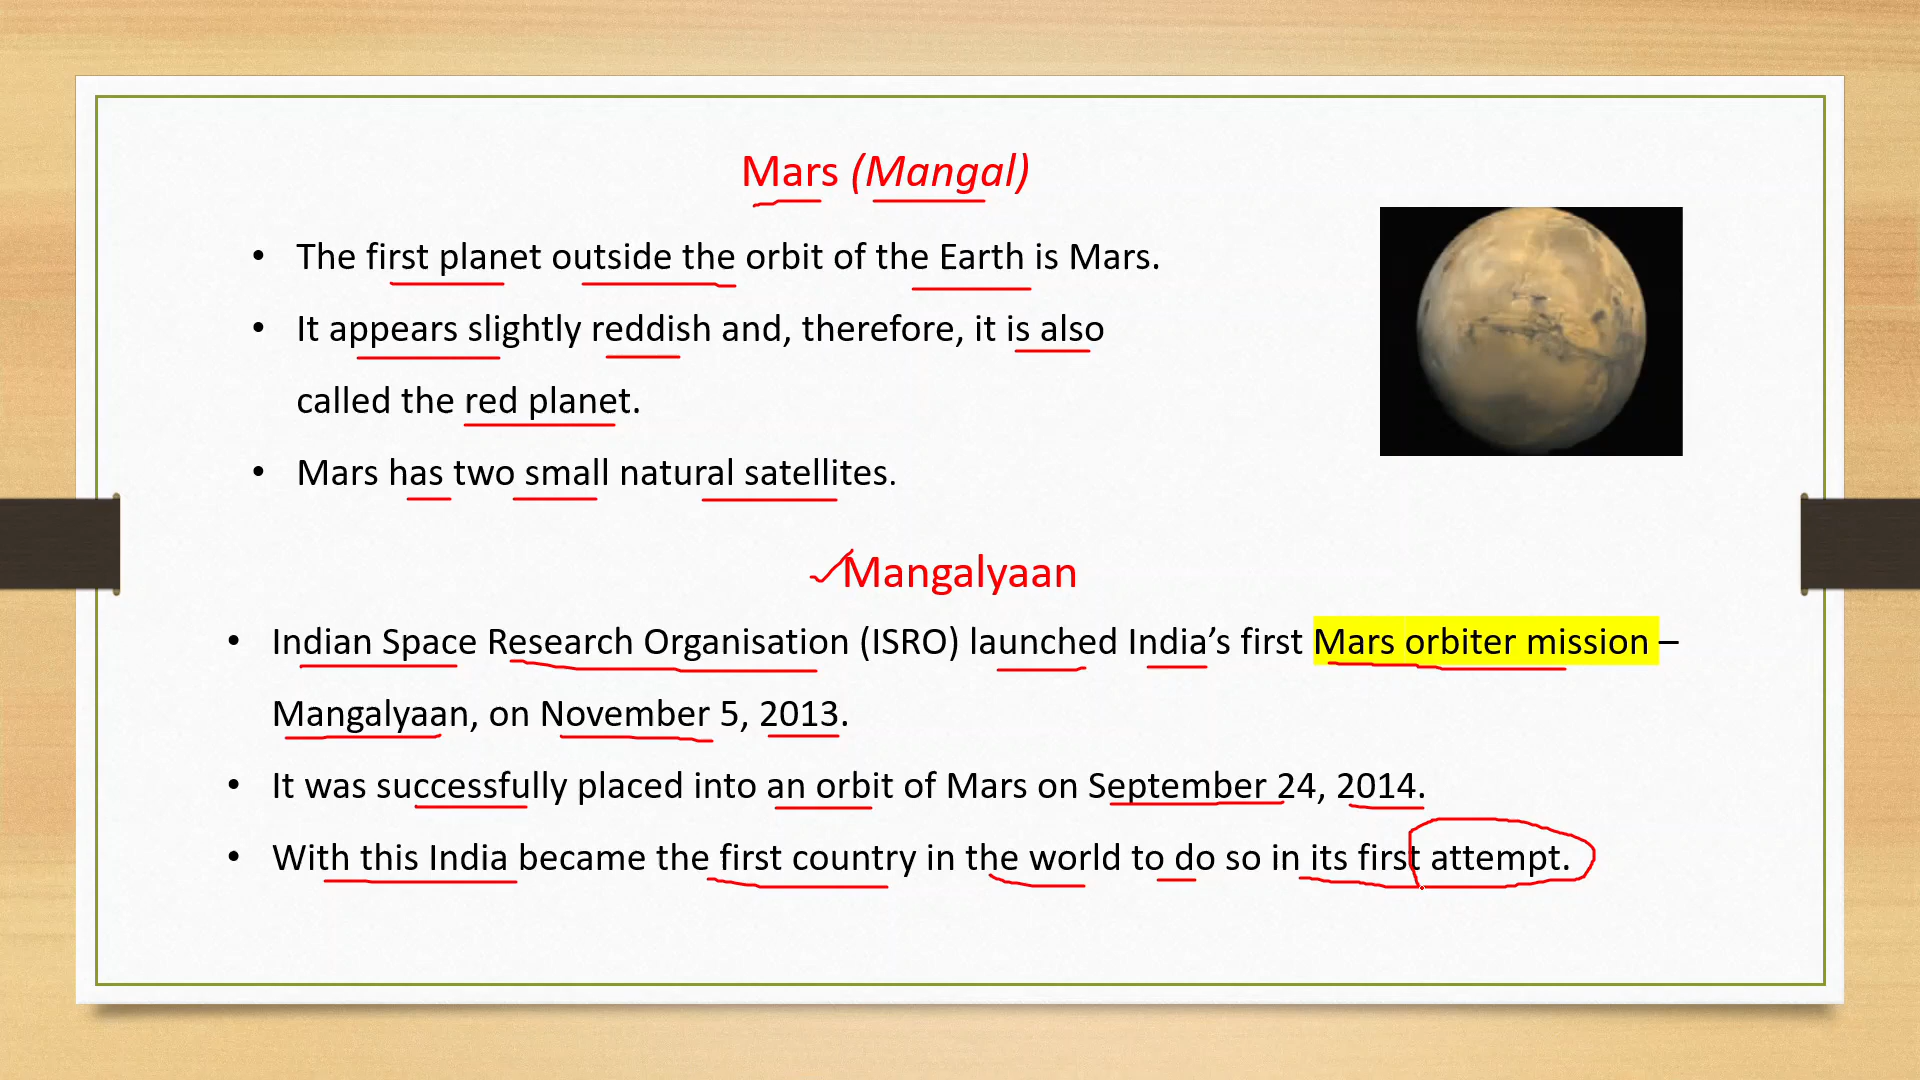 Mars (Mangal)
• The first planet outside the orbit of the Earth is Mars.
• It appears slightly reddish and, therefore, it is also
called the red planet.
• Mars has two small natural satellites.
Mangalyaan
• Indian Space Research Organisation (ISRO) launched India’s first Mars orbiter mission –
Mangalyaan, on November 5, 2013.
• It was successfully placed into an orbit of Mars on September 24, 2014.
• With this India became the first country in the world to do so in its first attempt.